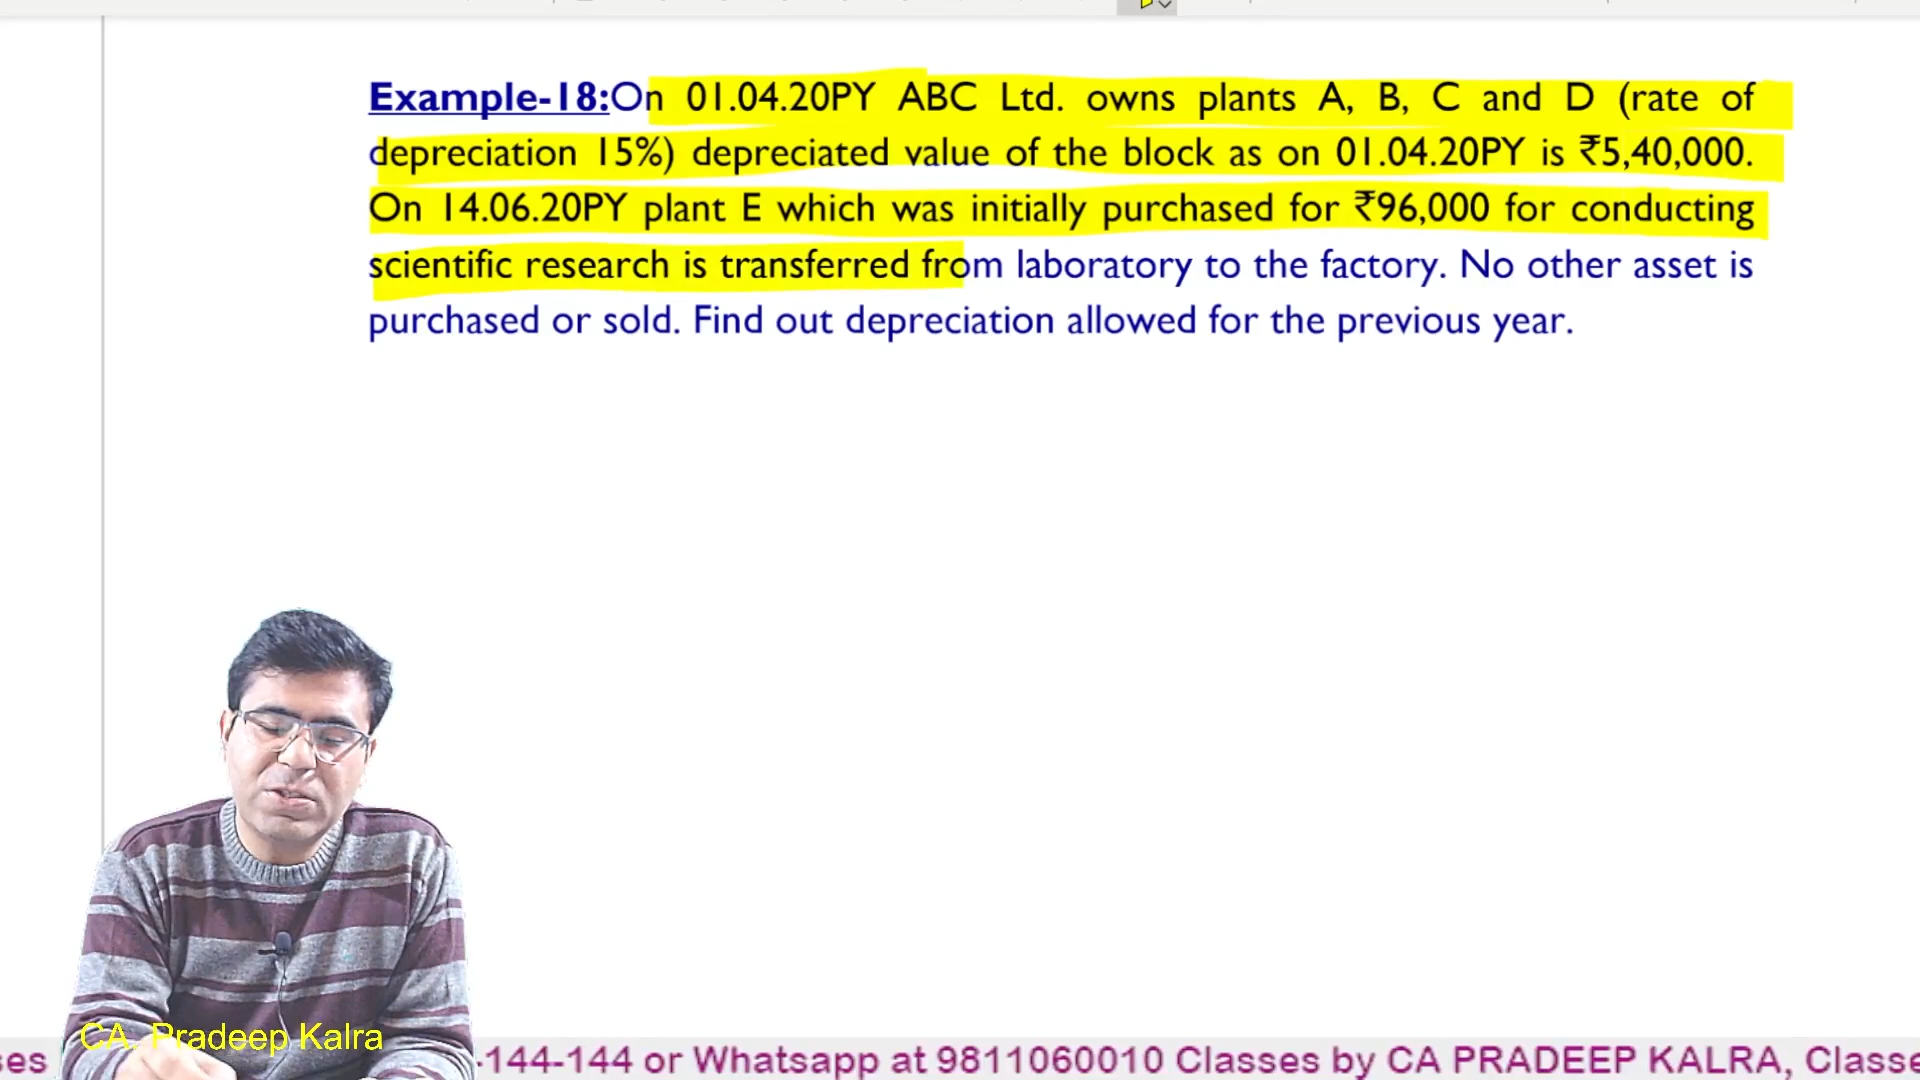 Example-18:On 01.04.20PY ABC Ltd. owns plants A, B, C and D (rate of
depreciation 15%) depreciated value of the block as on 01.04.20PY is ₹5,40,000.
On 14.06.20PY plant E which was initially purchased for ₹96,000 for conducting
scientific research is transferred from laboratory to the factory. No other asset is
purchased or sold. Find out depreciation allowed for the previous year.
CA. Pradeep Kalra
-144-144 or Whatsapp at 9811060010 Classes by CA PRADEEP KALRA, Classe